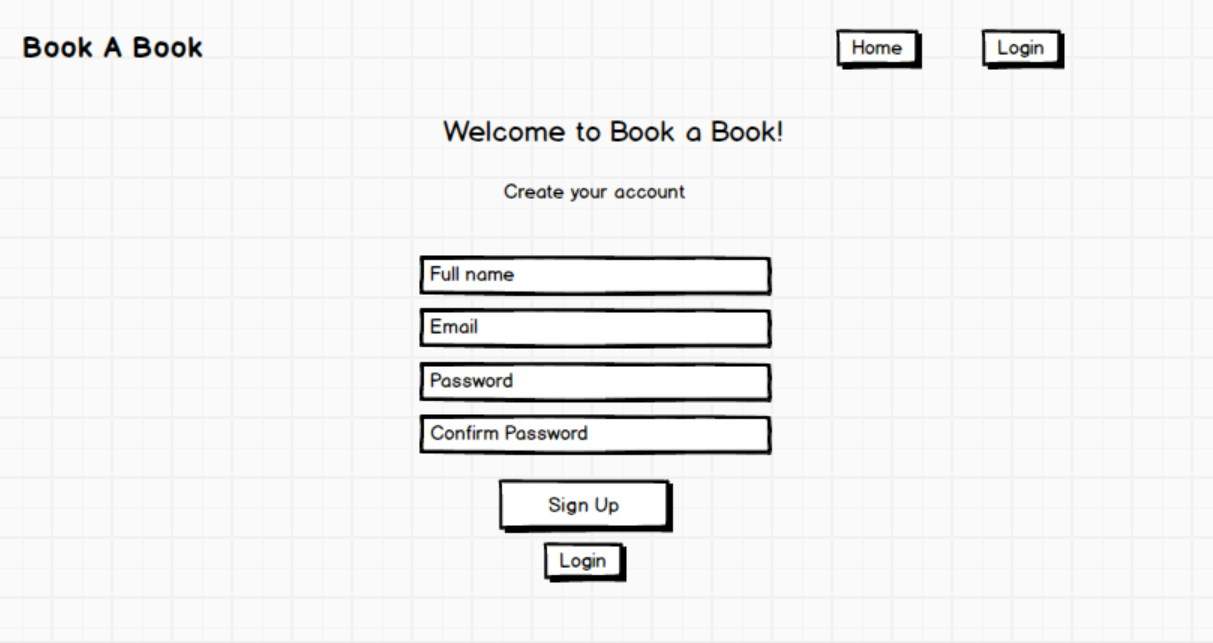 Book A Book Home Login
Welcome to Book a Book!
Create your account
Full name
Email
Password
Confirm Password
Sign Up
Login